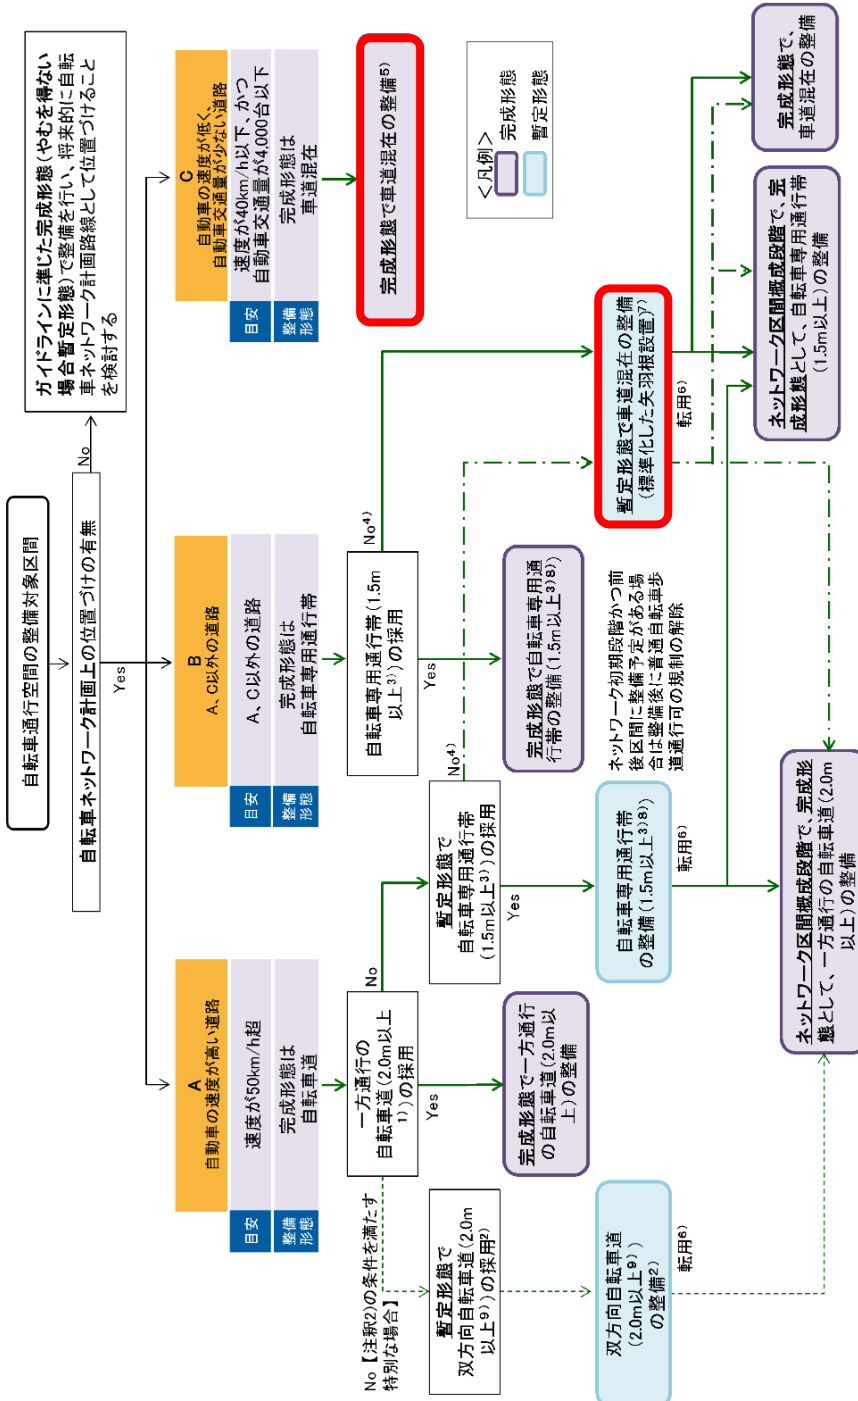 自転車通行空間の整備対象区間
自転車ネットワーク計画上の位置づけの有無
No
ガイドラインに準じた完成形態(やむを得ない
場合暫定形態)で整備を行い、将来的に自転
車ネットワーク計画路線として位置づけること
を検討する
Yes
A
自動車の速度が高い道路
目安
速度が50km/h超
整備
形態
完成形態は
自転車道
B
A、C以外の道路
目安
A、C以外の道路
整備
形態
完成形態は
自転車専用通行帯
C
自動車の速度が低く、
自動車交通量が少ない道路
目安
速度が40km/h以下、かつ
自動車交通量が4,000台以下
整備
形態
完成形態は
車道混在
No【注釈2)の条件を満たす
特別な場合】
一方通行の
自転車道(2.0m以上
1))の採用
No
Yes
自転車専用通行帯(1.5m
以上3))の採用
No4)
Yes
完成形態で車道混在の整備5)
暫定形態で
双方向自転車道(2.0m
以上9))の採用2)
完成形態で一方通行
の自転車道(2.0m以
上)の整備
暫定形態で
自転車専用通行帯
(1.5m以上3))の採用
No4)
Yes
完成形態で自転車専用通
行帯の整備(1.5m以上3)8))
<凡例>
完成形態
暫定形態
双方向自転車道
(2.0m以上9))
の整備2)
転用6)
自転車専用通行帯
の整備(1.5m以上3)8))
転用6)
ネットワーク初期段階かつ前
後区間に整備予定がある場
合は整備後に普通自転車歩
道通行可の規制の解除
暫定形態で車道混在の整備
(標準化した矢羽根設置)7)
転用6)
ネットワーク区間概成段階で、完成形
態として、一方通行の自転車道(2.0m
以上)の整備
ネットワーク区間概成段階で、完
成形態として、自転車専用通行帯
(1.5m以上)の整備
完成形態で、
車道混在の整備